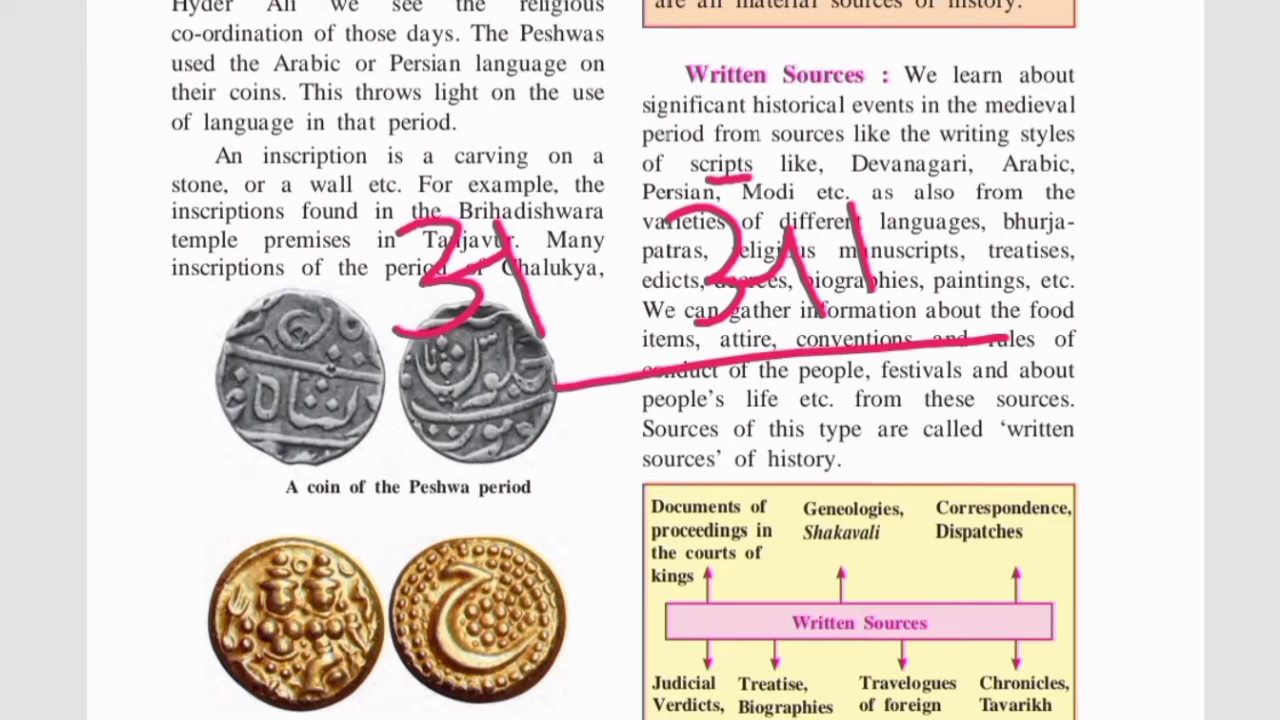 Hyder Ali we see the religious
co-ordination of those days. The Peshwas
used the Arabic or Persian language on
their coins. This throws light on the use
of language in that period.
An inscription is a carving on a
stone, or a wall etc. For example, the
inscriptions found in the Brihadishwara
temple premises in Tanjavur. Many
inscriptions of the period of Chalukya,
A coin of the Peshwa period
are all material sources of history.
Written Sources : We learn about
significant historical events in the medieval
period from sources like the writing styles
of scripts like, Devanagari, Arabic,
Persian, Modi etc. as also from the
varieties of different languages, bhurja-
patras, religious manuscripts, treatises,
edicts, decrees, biographies, paintings, etc.
We can gather information about the food
items, attire, conventions and rules of
conduct of the people, festivals and about
people's life etc. from these sources.
Sources of this type are called 'written
sources' of history.
Documents of
proceedings in
the courts of
kings
Geneologies,
Shakavali
Correspondence,
Dispatches
Written Sources
Judicial
Verdicts,
Treatise,
Biographies
Travelogues
of foreign
Chronicles,
Tavarikh